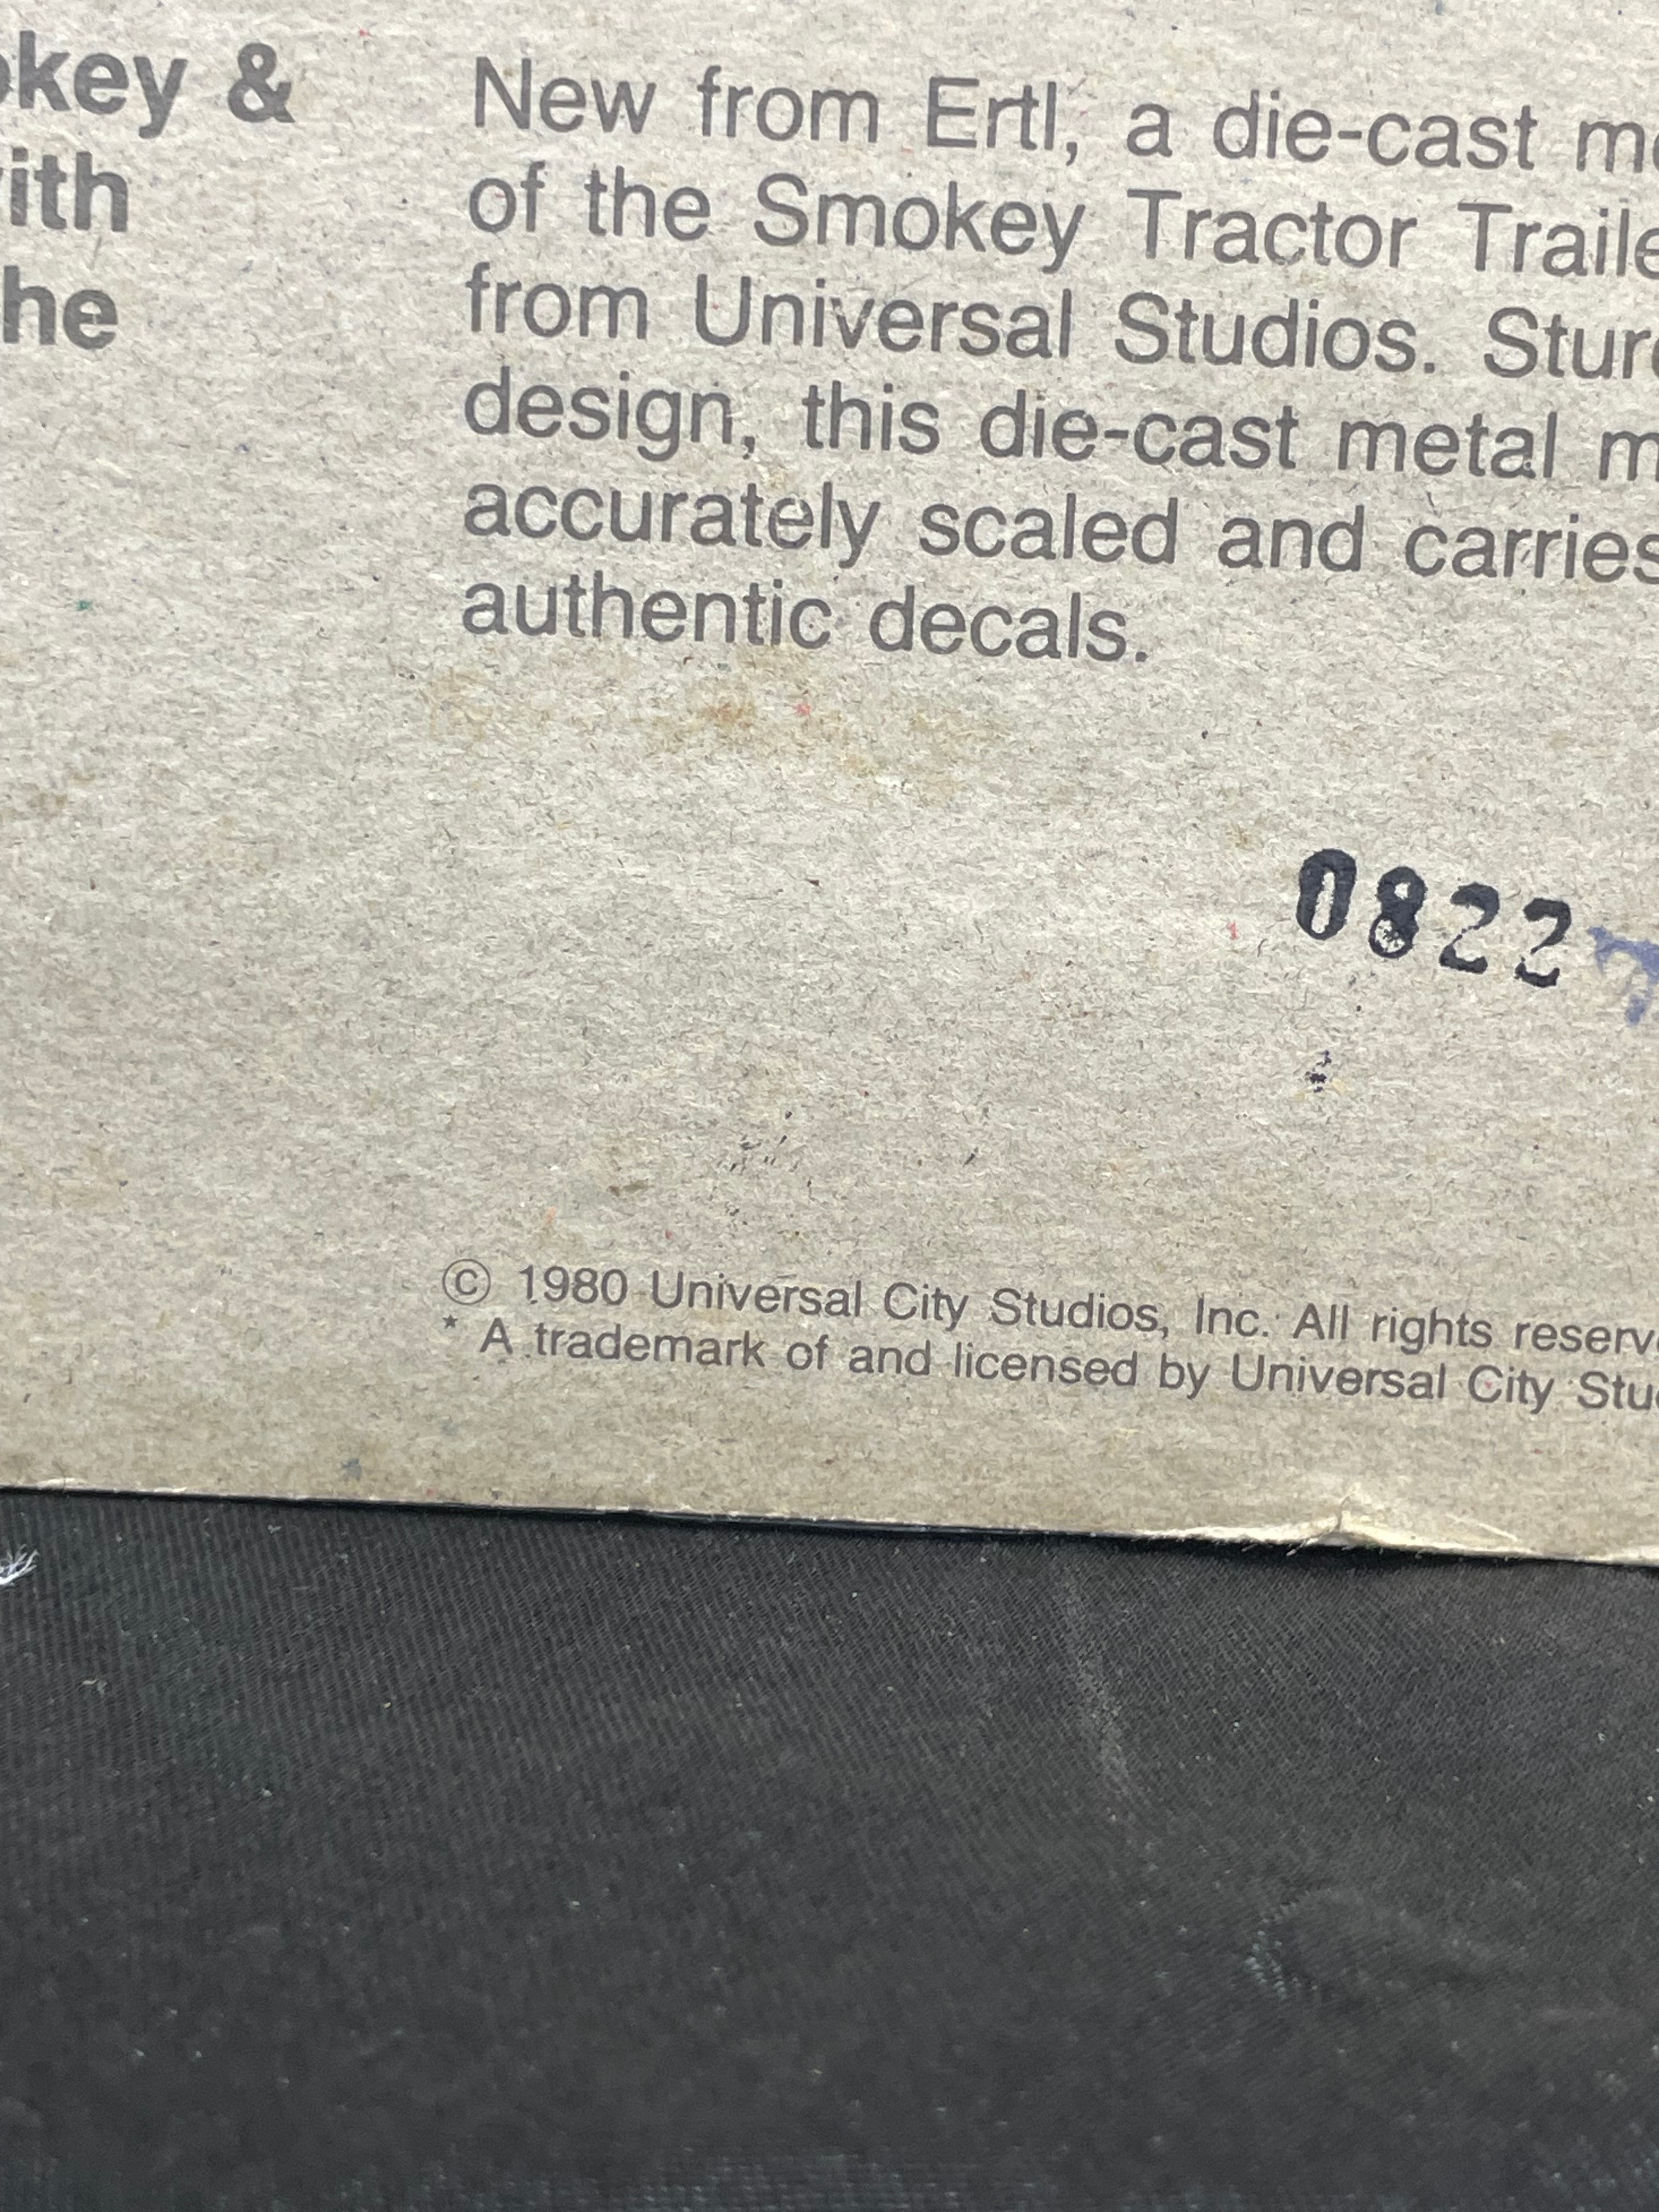 okey &
ith
he
New from Ertl, a die-cast m
of the Smokey Tractor Traile
from Universal Studios. Stur
design, this die-cast metal m
accurately scaled and carries
authentic decals.
0822
© 1980 Universal City Studios, Inc. All rights reserv
* A trademark of and licensed by Universal City Stu